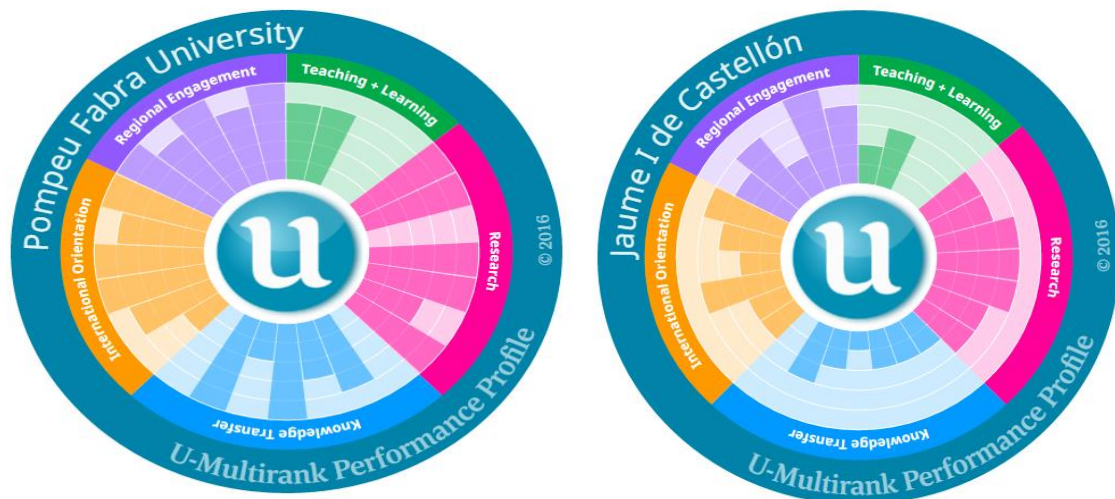 Pompeu Fabra University
Regional Engagement
Teaching + Learning
Research
Knowledge Transfer
International Orientation
u
© 2016
U-Multirank Performance Profile
Jaume I de Castellón
Regional Engagement
Teaching + Learning
Research
Knowledge Transfer
International Orientation
u
© 2016
U-Multirank Performance Profile